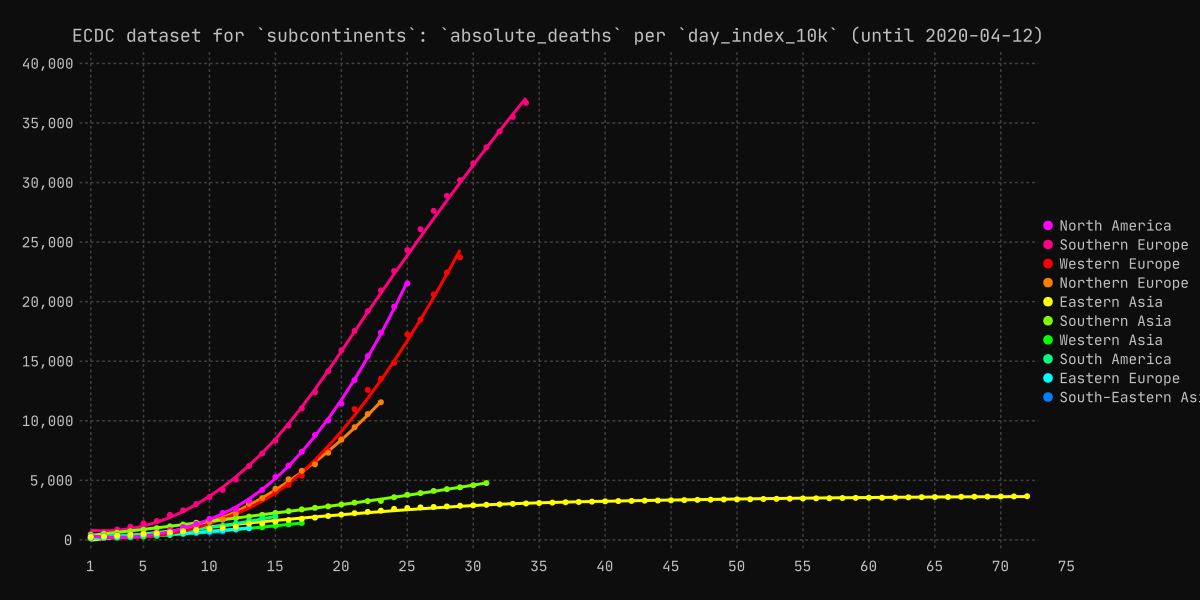 ECDC dataset for `subcontinents`: `absolute_deaths` per `day_index_10k` (until 2020-04-12)
40,000
35,000
30,000
25,000
20,000
15,000
10,000
5,000
0
1 5 10 15 20 25 30 35 40 45 50 55 60 65 70 75
North America
Southern Europe
Western Europe
Northern Europe
Eastern Asia
Southern Asia
Western Asia
South America
Eastern Europe
South-Eastern Asi